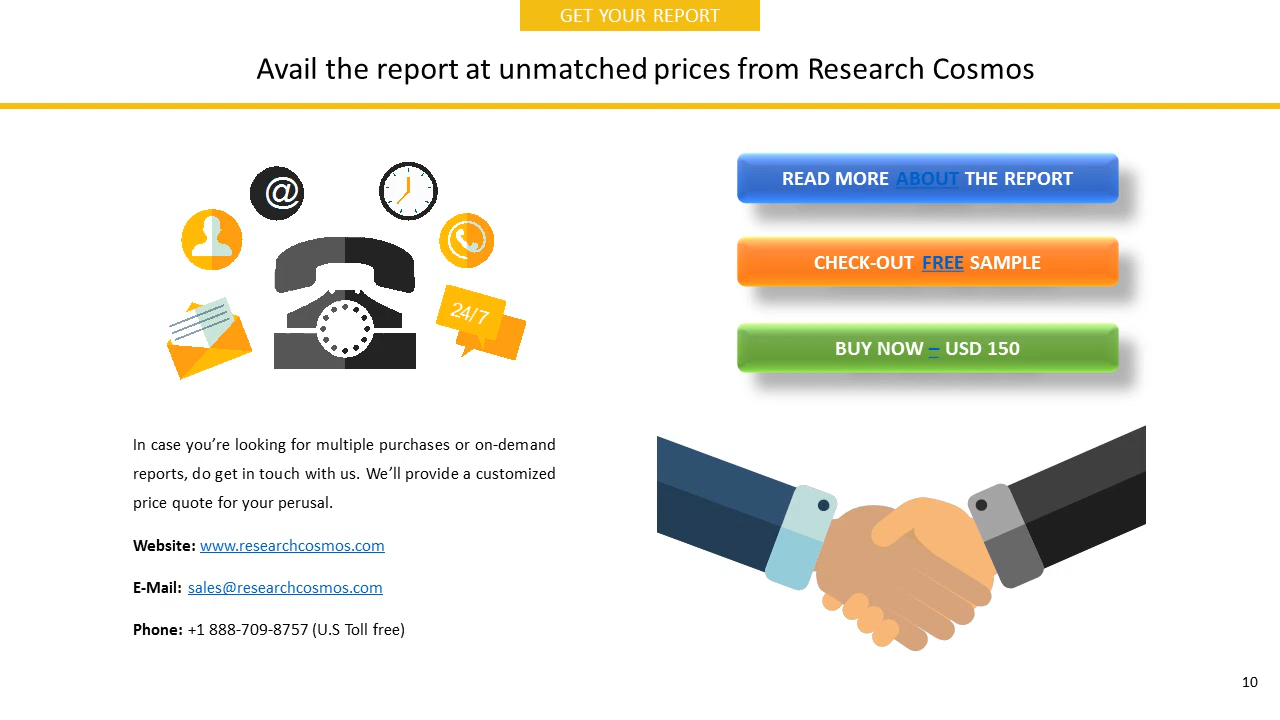 GET YOUR REPORT
Avail the report at unmatched prices from Research Cosmos
@
24/7
READ MORE ABOUT THE REPORT
CHECK-OUT FREE SAMPLE
BUY NOW – USD 150
In case you’re looking for multiple purchases or on-demand
reports, do get in touch with us. We’ll provide a customized
price quote for your perusal.
Website: www.researchcosmos.com
E-Mail: sales@researchcosmos.com
Phone: +1 888-709-8757 (U.S Toll free)
10